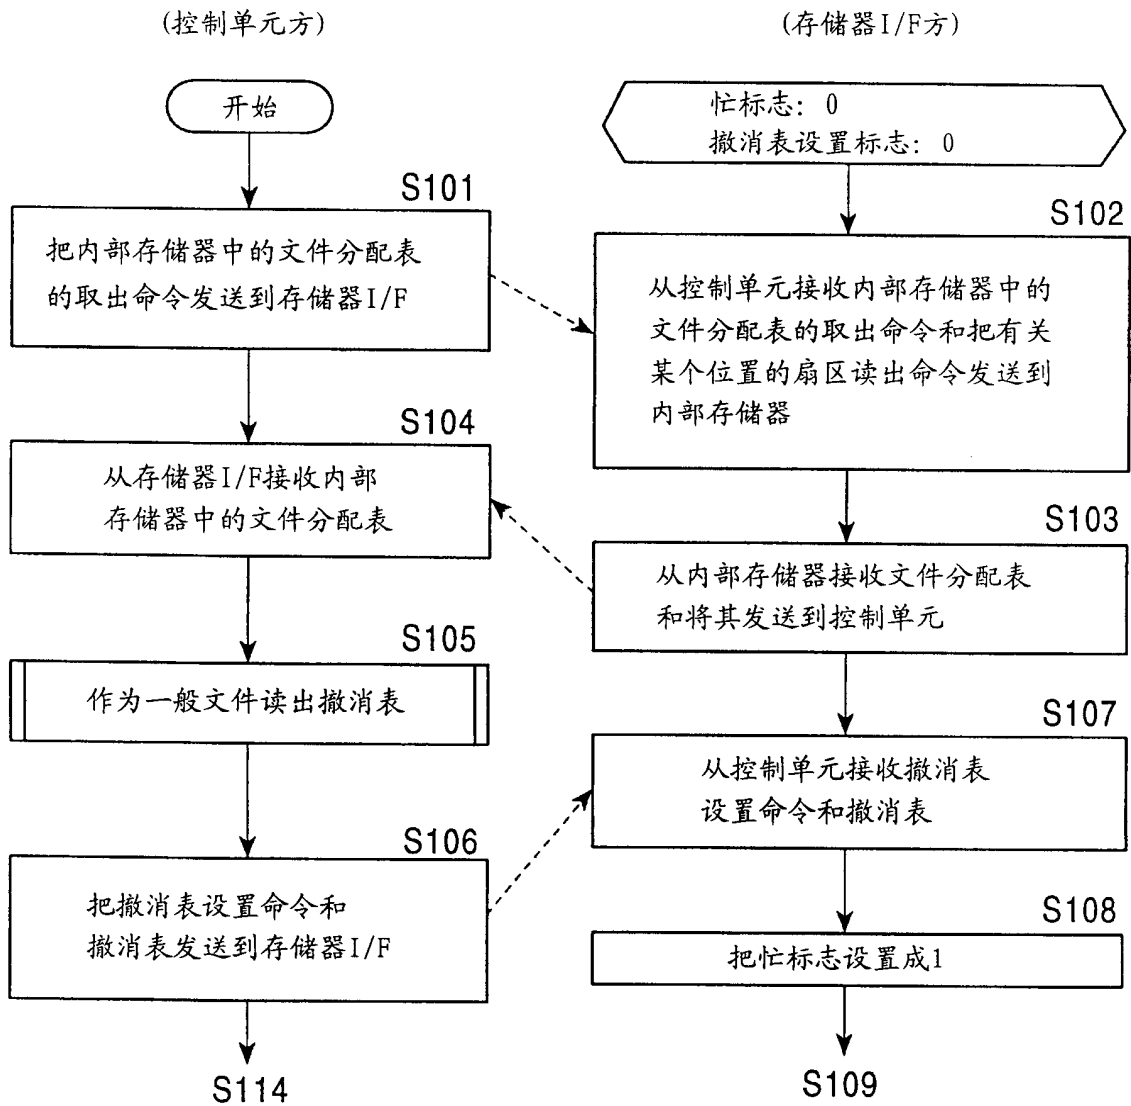 (控制单元方)
(存储器I/F方)
开始
忙标志: 0
撤消表设置标志: 0
S101
把内部存储器中的文件分配表
的取出命令发送到存储器I/F
S102
从控制单元接收内部存储器中的
文件分配表的取出命令和把有关
某个位置的扇区读出命令发送到
内部存储器
S104
从存储器I/F接收内部
存储器中的文件分配表
S103
从内部存储器接收文件分配表
和将其发送到控制单元
S105
作为一般文件读出撤消表
S107
从控制单元接收撤消表
设置命令和撤消表
S106
把撤消表设置命令和
撤消表发送到存储器I/F
S108
把忙标志设置成1
S114
S109